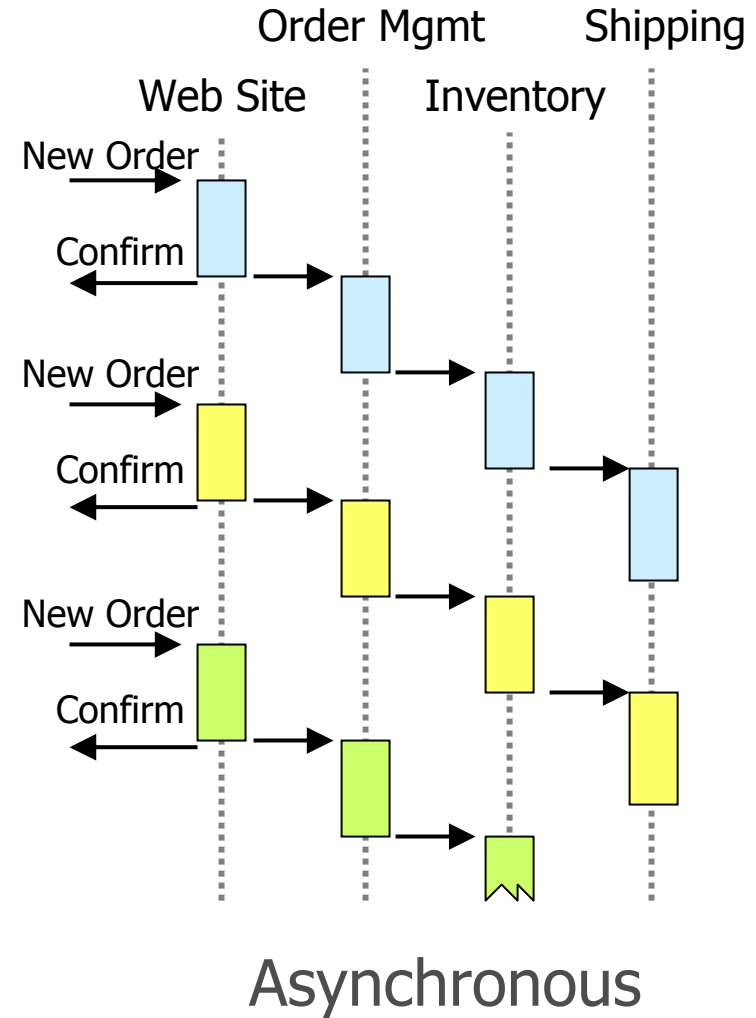 Order Mgmt Shipping
Web Site Inventory
New Order
Confirm
New Order
Confirm
New Order
Confirm
Asynchronous